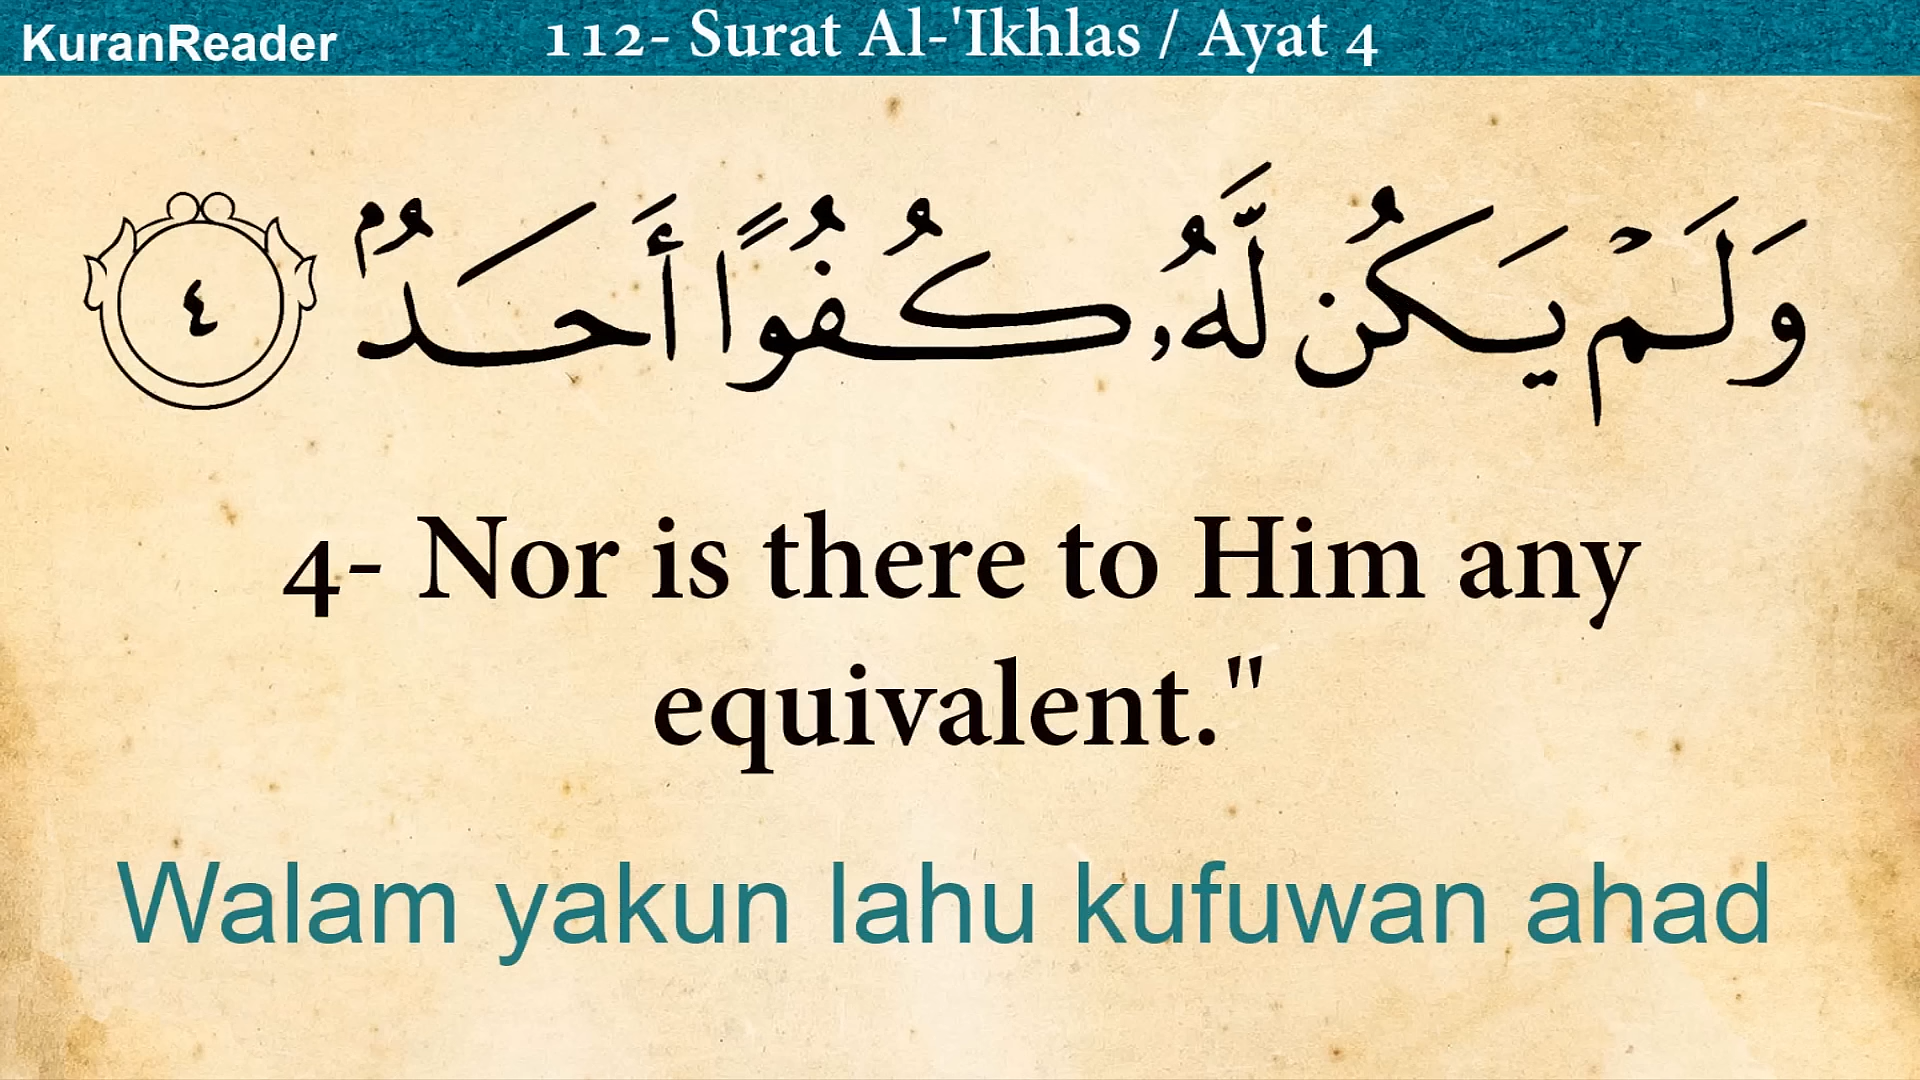 KuranReader
112- Surat Al-'Ikhlas / Ayat 4
وَلَمْ يَكُن لَّهُۥ كُفُوًا أَحَدٌۢ ٤
4- Nor is there to Him any
equivalent."
Walam yakun lahu kufuwan ahad